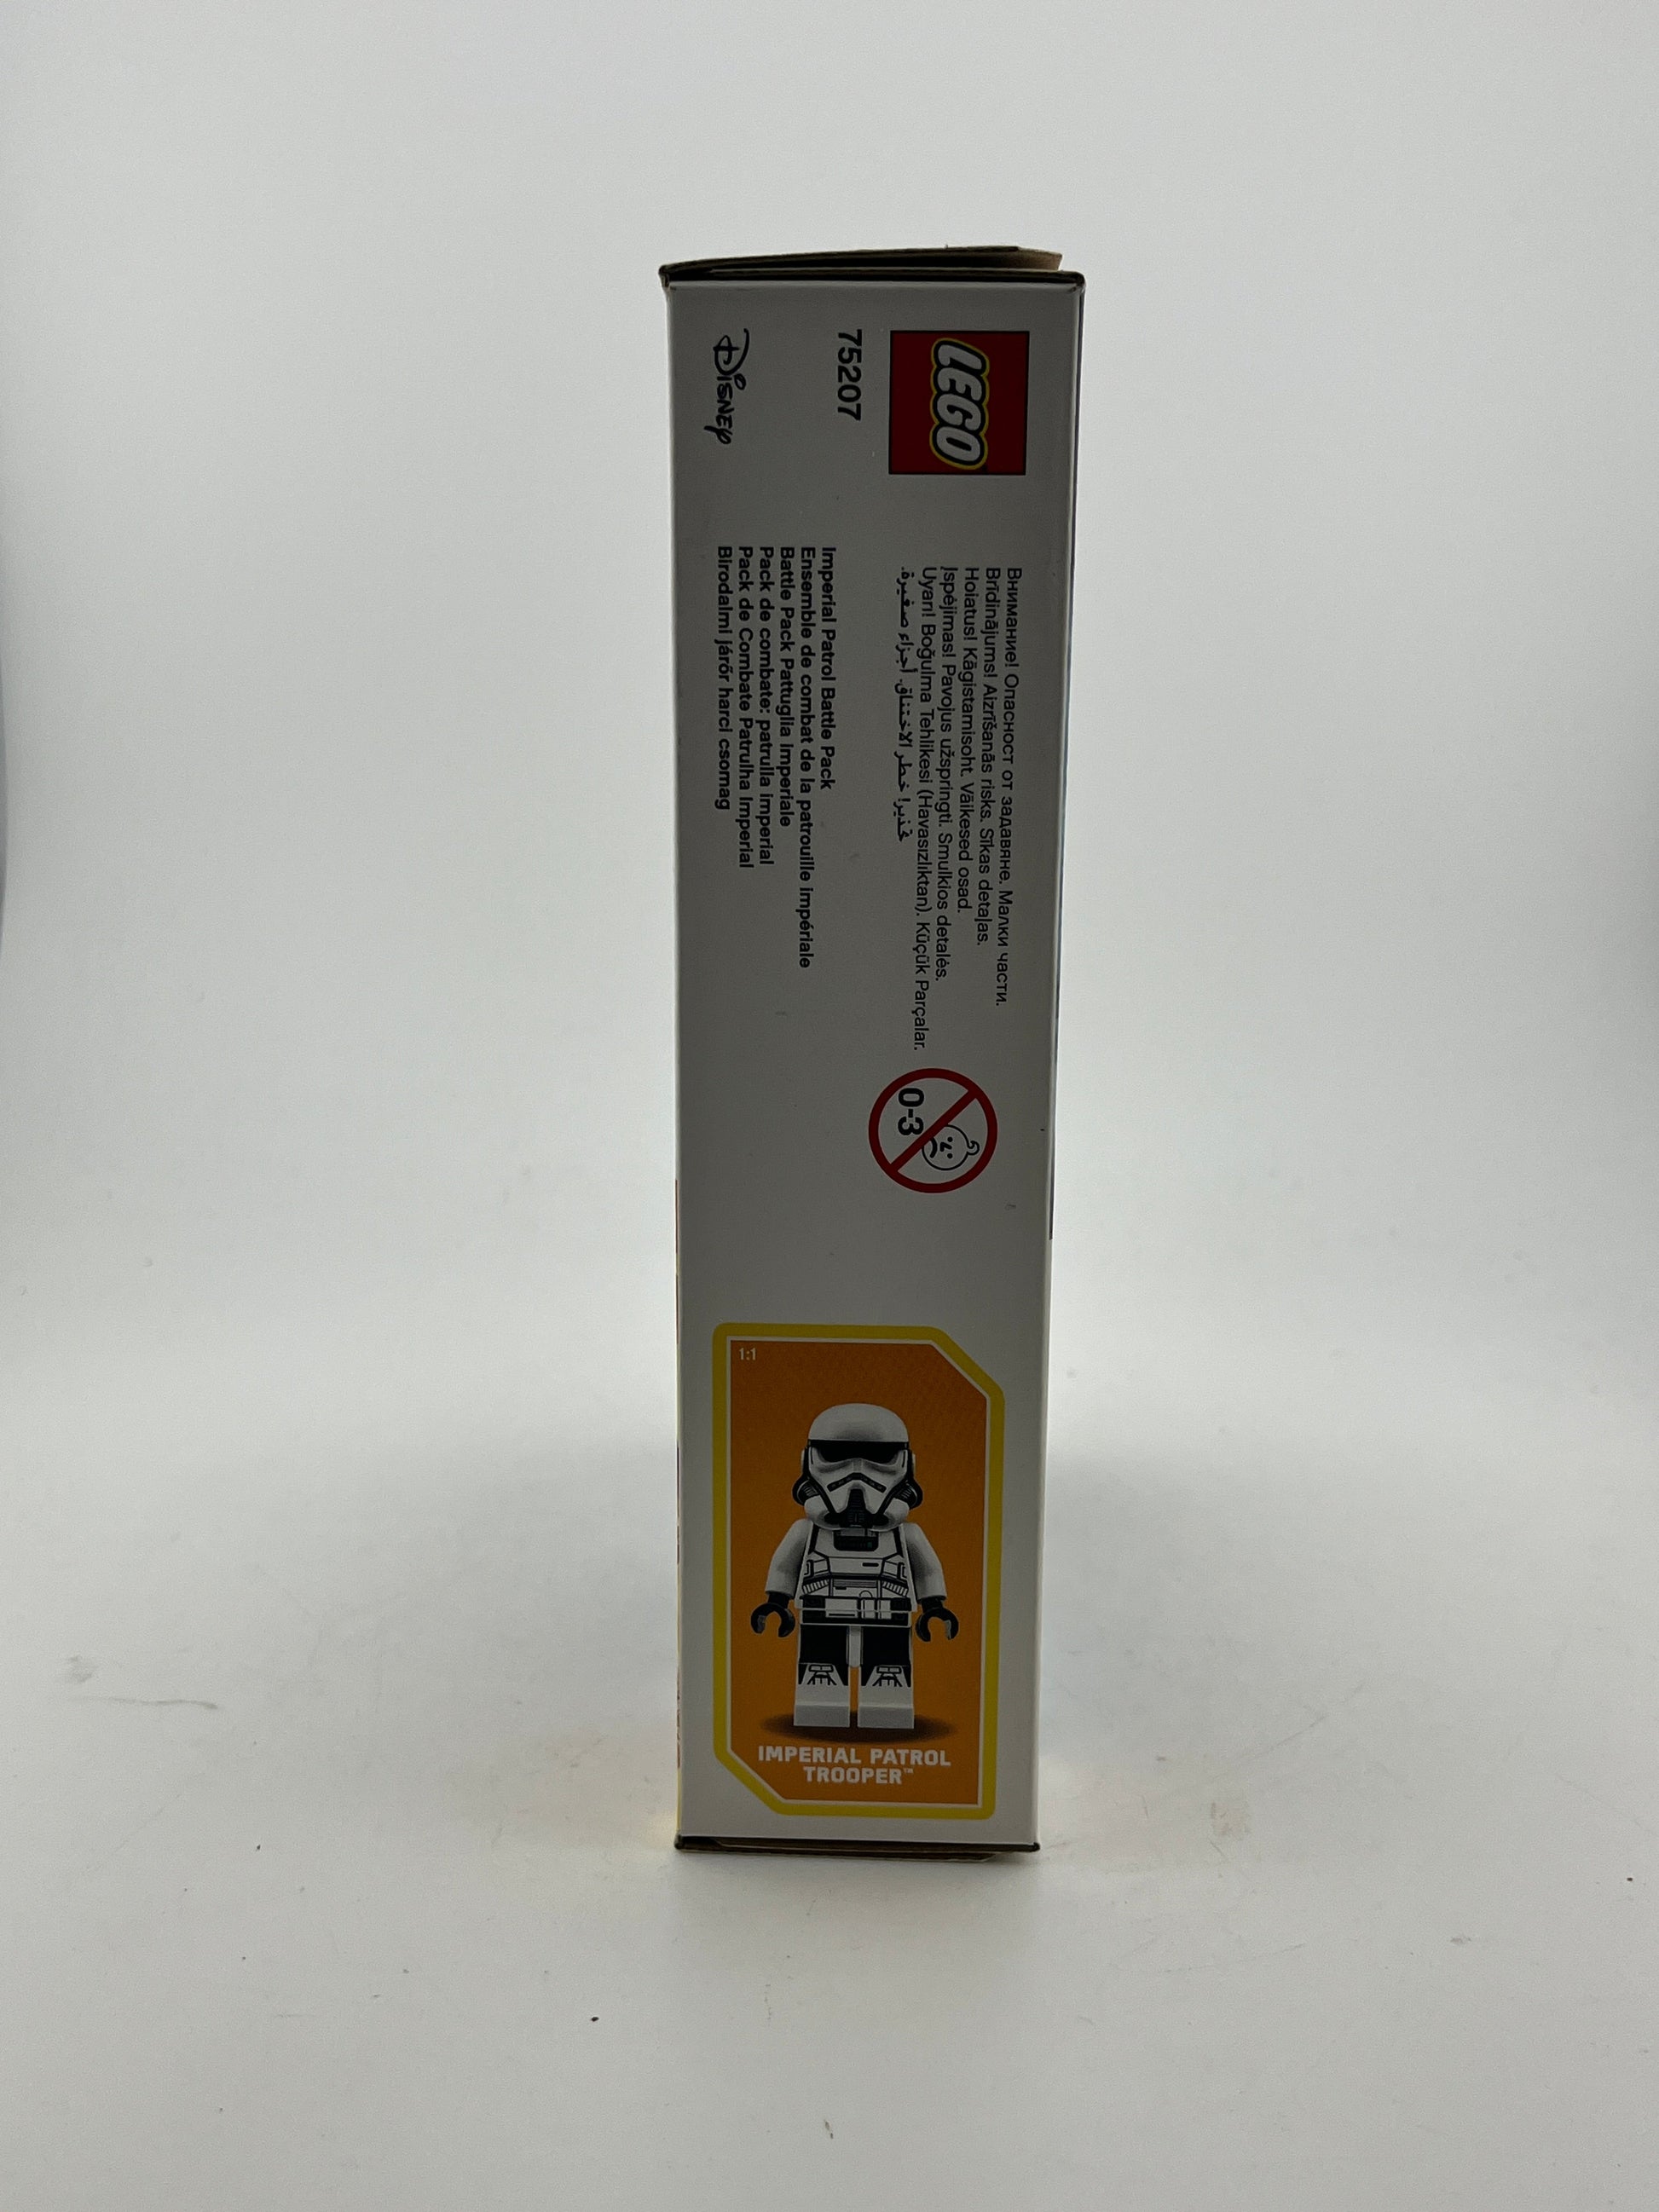 LEGO
75207
Disney
Внимание! Опасност от задавяне. Малки части.
Brīdinājums! Aizrīšanās risks. Sīkas detaļas.
Hoiatus! Kägistamisoht. Väikesed osad.
Įspėjimas! Pavojus užspringti. Smulkios detalės.
Uyarı! Boğulma Tehlikesi (Havasızlıktan). Küçük Parçalar.
تحذير! خطر الاختناق. أجزاء صغيرة.
Imperial Patrol Battle Pack
Ensemble de combat de la patrouille impériale
Battle Pack Pattuglia Imperiale
Pack de combate: patrulla imperial
Pack de Combate Patrulha Imperial
Birodalmi járőr harci csomag
0-3
1:1
IMPERIAL PATROL
TROOPER™